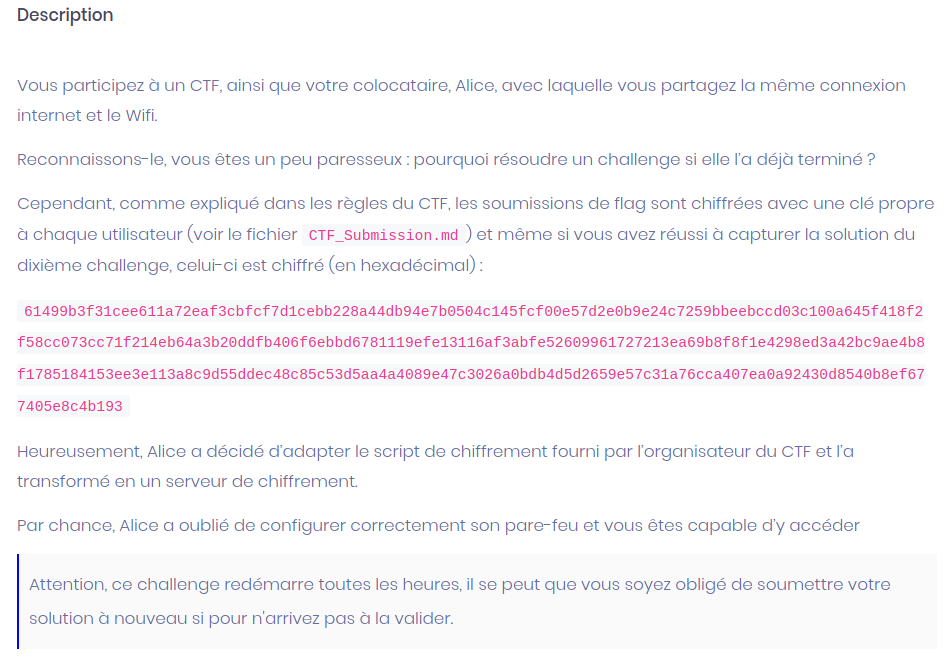 Description
Vous participez à un CTF, ainsi que votre colocataire, Alice, avec laquelle vous partagez la même connexion
internet et le Wifi.
Reconnaissons-le, vous êtes un peu paresseux : pourquoi résoudre un challenge si elle l'a déjà terminé ?
Cependant, comme expliqué dans les règles du CTF, les soumissions de flag sont chiffrées avec une clé propre
à chaque utilisateur (voir le fichier CTF_Submission.md ) et même si vous avez réussi à capturer la solution du
dixième challenge, celui-ci est chiffré (en hexadécimal) :
61499b3f31cee611a72eaf3cbfcf7d1cebb228a44db94e7b0504c145fcf00e57d2e0b9e24c7259bbeebccd03c100a645f418f2
f58cc073cc71f214eb64a3b20ddfb406f6ebbd6781119efe13116af3abfe52609961727213ea69b8f8f1e4298ed3a42bc9ae4b8
f1785184153ee3e113a8c9d55ddec48c85c53d5aa4a4089e47c3026a0bdb4d5d2659e57c31a76cca407ea0a92430d8540b8ef67
7405e8c4b193
Heureusement, Alice a décidé d'adapter le script de chiffrement fourni par l'organisateur du CTF et l'a
transformé en un serveur de chiffrement.
Par chance, Alice a oublié de configurer correctement son pare-feu et vous êtes capable d'y accéder
Attention, ce challenge redémarre toutes les heures, il se peut que vous soyez obligé de soumettre votre
solution à nouveau si pour n'arrivez pas à la valider.